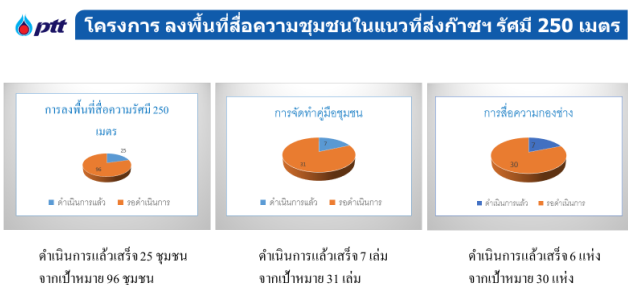 ptt โครงการ ลงพื้นที่สื่อความชุมชนในแนวท่อส่งก๊าซฯ รัศมี 250 เมตร
การลงพื้นที่สื่อความรัศมี 250
เมตร
25
96
ดำเนินการแล้ว รอดำเนินการ
การจัดทำคู่มือชุมชน
7
31
ดำเนินการแล้ว รอดำเนินการ
การสื่อความกองช่าง
7
30
ดำเนินการแล้ว รอดำเนินการ
ดำเนินการแล้วเสร็จ 25 ชุมชน
จากเป้าหมาย 96 ชุมชน
ดำเนินการแล้วเสร็จ 7 เล่ม
จากเป้าหมาย 31 เล่ม
ดำเนินการแล้วเสร็จ 6 แห่ง
จากเป้าหมาย 30 แห่ง